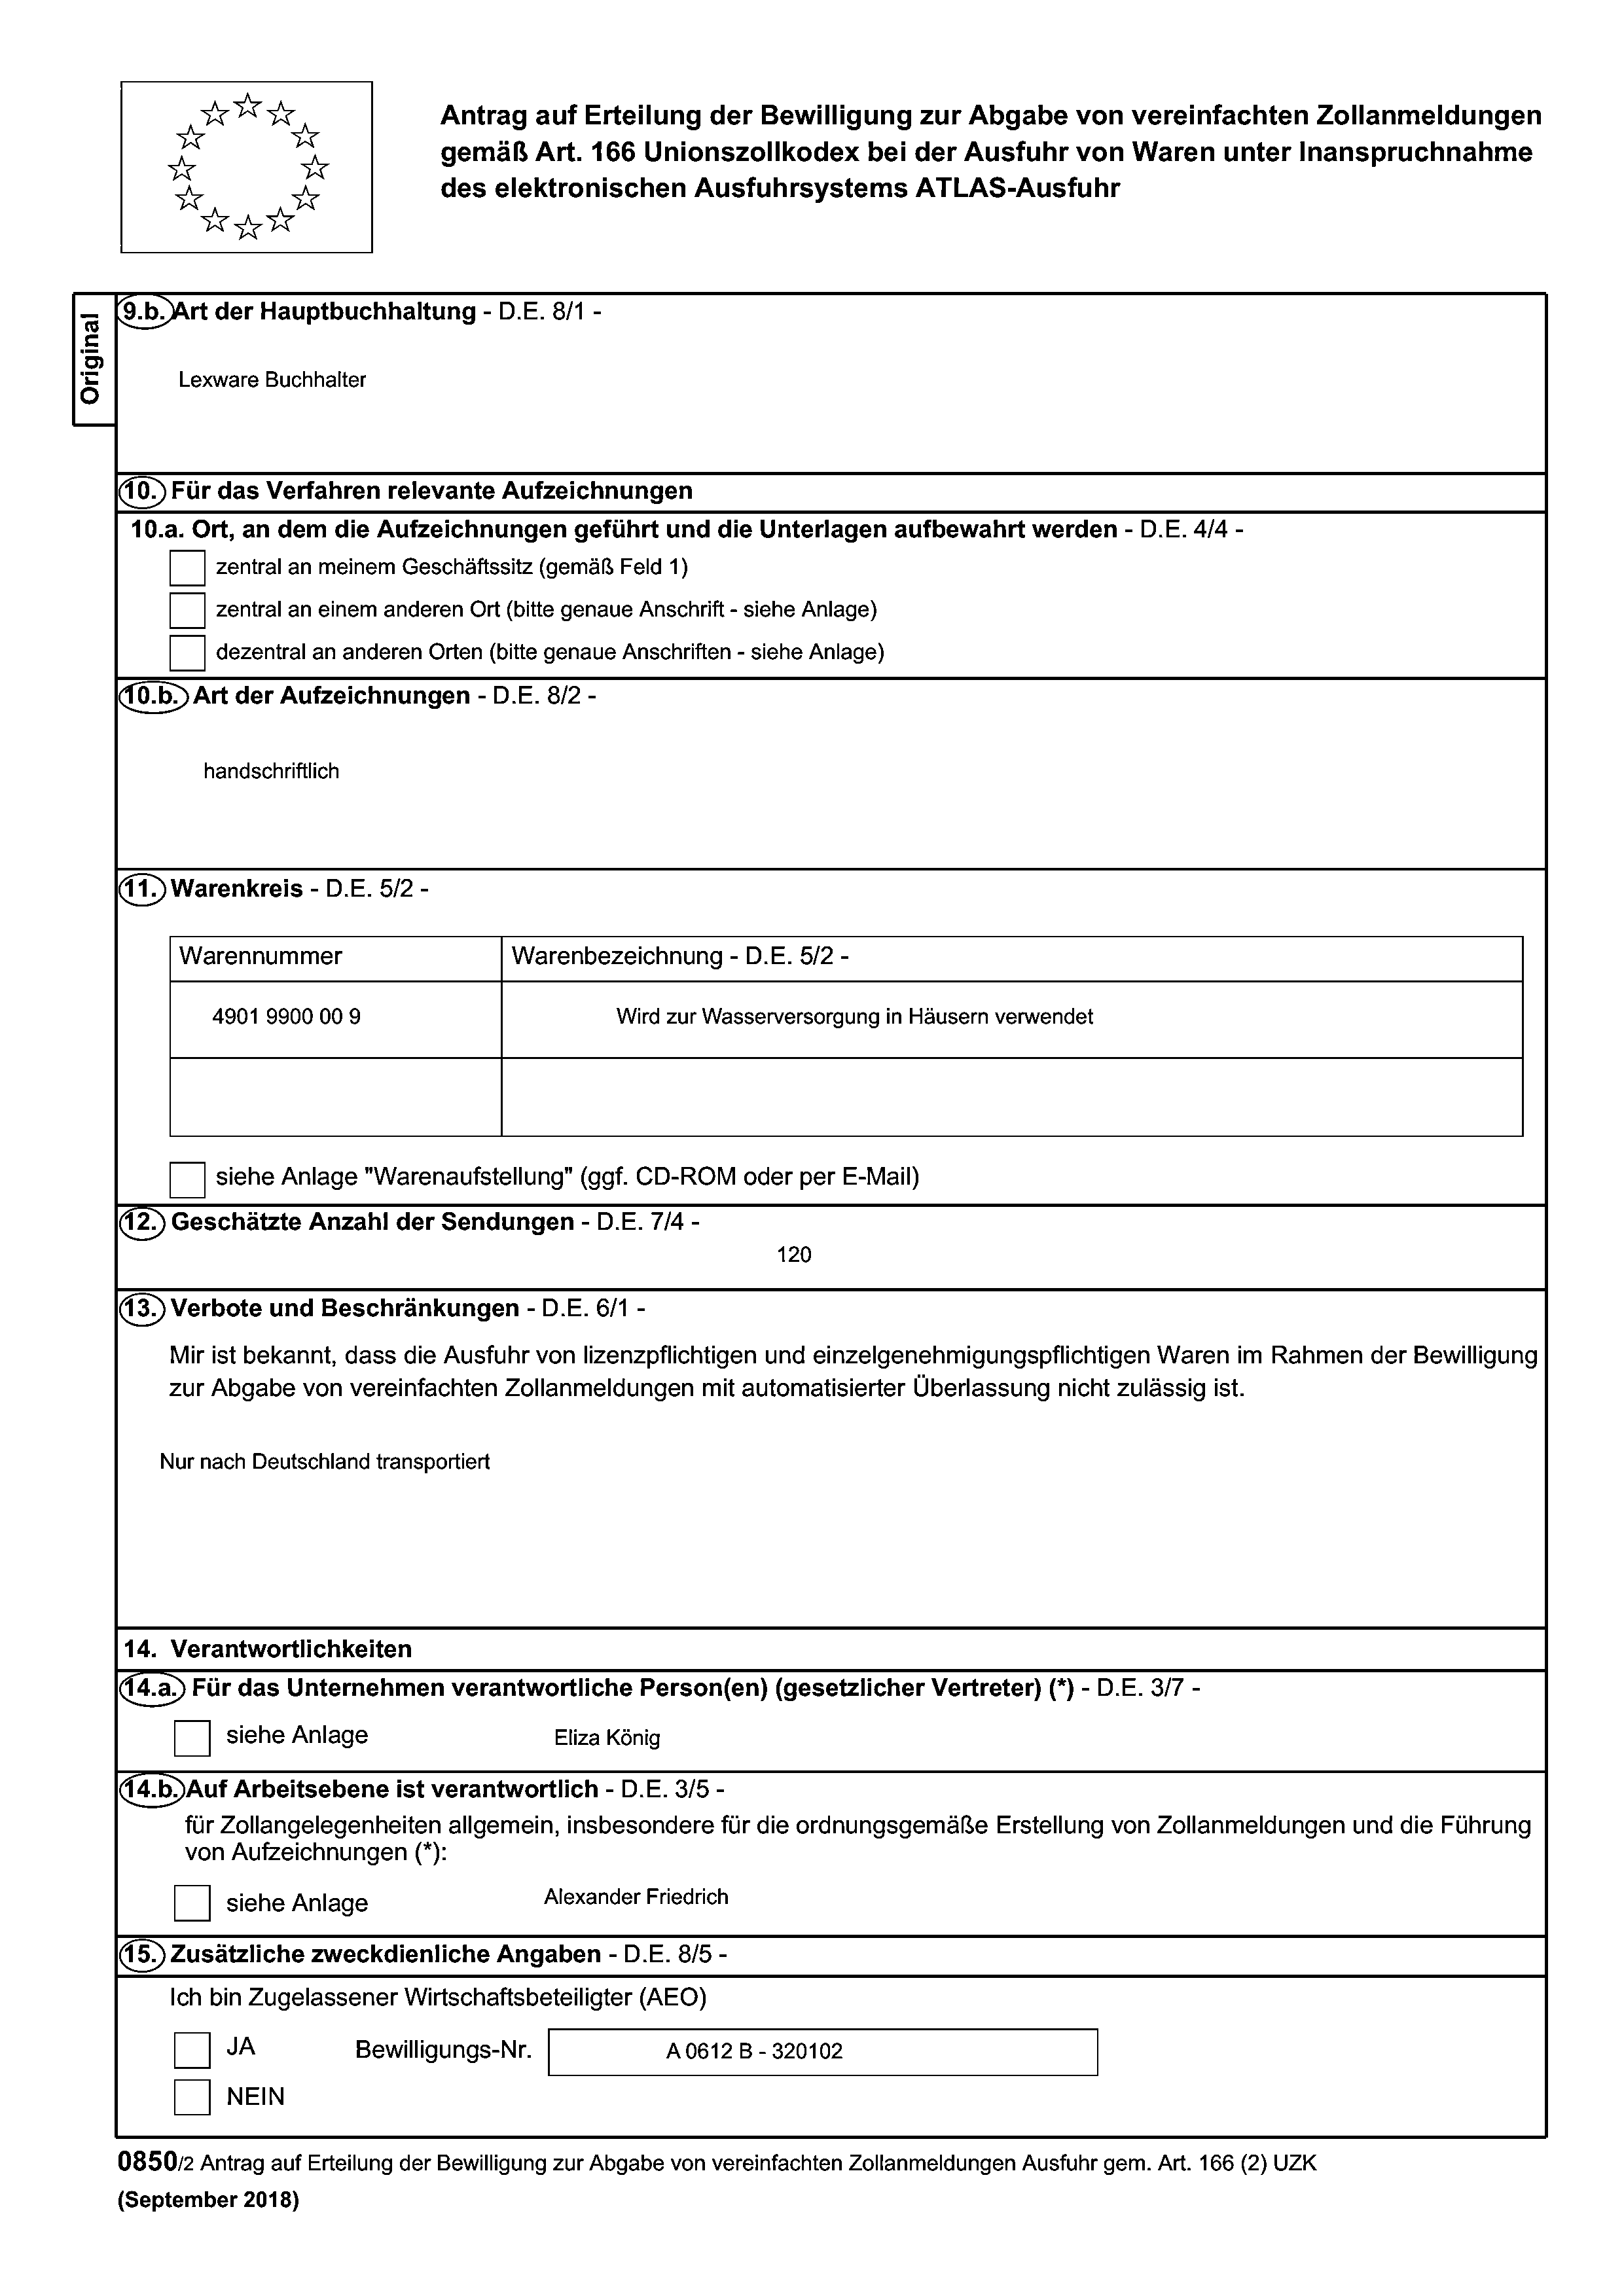 Antrag auf Erteilung der Bewilligung zur Abgabe von vereinfachten Zollanmeldungen
gemäß Art. 166 Unionszollkodex bei der Ausfuhr von Waren unter Inanspruchnahme
des elektronischen Ausfuhrsystems ATLAS-Ausfuhr
Original
9.b. Art der Hauptbuchhaltung - D.E. 8/1 -
Lexware Buchhalter
10. Für das Verfahren relevante Aufzeichnungen
10.a. Ort, an dem die Aufzeichnungen geführt und die Unterlagen aufbewahrt werden - D.E. 4/4 -
zentral an meinem Geschäftssitz (gemäß Feld 1)
zentral an einem anderen Ort (bitte genaue Anschrift - siehe Anlage)
dezentral an anderen Orten (bitte genaue Anschriften - siehe Anlage)
10.b. Art der Aufzeichnungen - D.E. 8/2 -
handschriftlich
11. Warenkreis - D.E. 5/2 -
Warennummer Warenbezeichnung - D.E. 5/2 -
4901 9900 00 9 Wird zur Wasserversorgung in Häusern verwendet
siehe Anlage "Warenaufstellung" (ggf. CD-ROM oder per E-Mail)
12. Geschätzte Anzahl der Sendungen - D.E. 7/4 -
120
13. Verbote und Beschränkungen - D.E. 6/1 -
Mir ist bekannt, dass die Ausfuhr von lizenzpflichtigen und einzelgenehmigungspflichtigen Waren im Rahmen der Bewilligung
zur Abgabe von vereinfachten Zollanmeldungen mit automatisierter Überlassung nicht zulässig ist.
Nur nach Deutschland transportiert
14. Verantwortlichkeiten
14.a. Für das Unternehmen verantwortliche Person(en) (gesetzlicher Vertreter) (*) - D.E. 3/7 -
siehe Anlage Eliza König
14.b. Auf Arbeitsebene ist verantwortlich - D.E. 3/5 -
für Zollangelegenheiten allgemein, insbesondere für die ordnungsgemäße Erstellung von Zollanmeldungen und die Führung
von Aufzeichnungen (*):
siehe Anlage Alexander Friedrich
15. Zusätzliche zweckdienliche Angaben - D.E. 8/5 -
Ich bin Zugelassener Wirtschaftsbeteiligter (AEO)
JA Bewilligungs-Nr. A 0612 B - 320102
NEIN
0850/2 Antrag auf Erteilung der Bewilligung zur Abgabe von vereinfachten Zollanmeldungen Ausfuhr gem. Art. 166 (2) UZK
(September 2018)